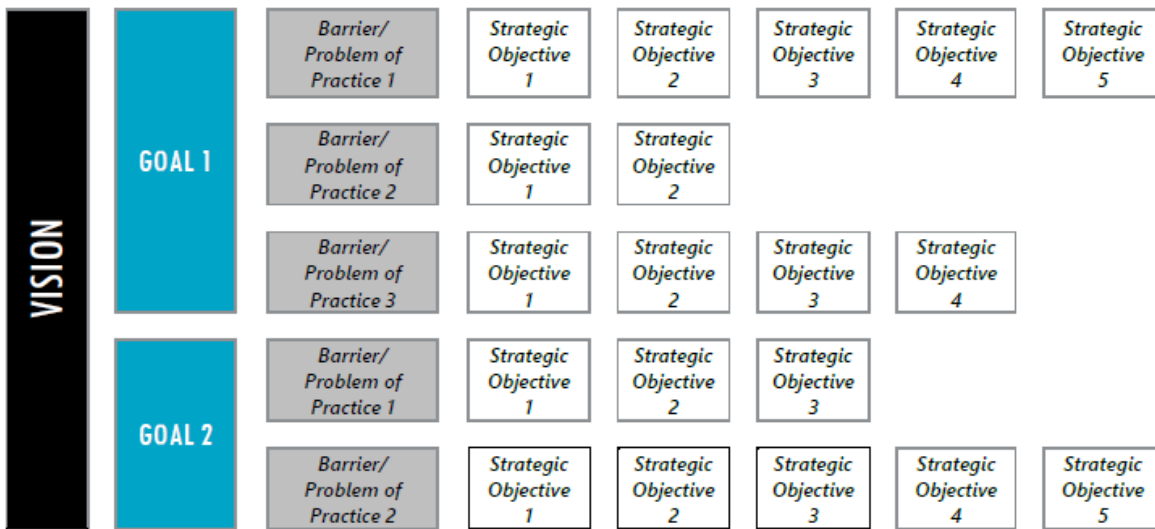 VISION
GOAL 1
Barrier/
Problem of
Practice 1
Strategic
Objective
1
Strategic
Objective
2
Strategic
Objective
3
Strategic
Objective
4
Strategic
Objective
5
Barrier/
Problem of
Practice 2
Strategic
Objective
1
Strategic
Objective
2
Barrier/
Problem of
Practice 3
Strategic
Objective
1
Strategic
Objective
2
Strategic
Objective
3
Strategic
Objective
4
GOAL 2
Barrier/
Problem of
Practice 1
Strategic
Objective
1
Strategic
Objective
2
Strategic
Objective
3
Barrier/
Problem of
Practice 2
Strategic
Objective
1
Strategic
Objective
2
Strategic
Objective
3
Strategic
Objective
4
Strategic
Objective
5